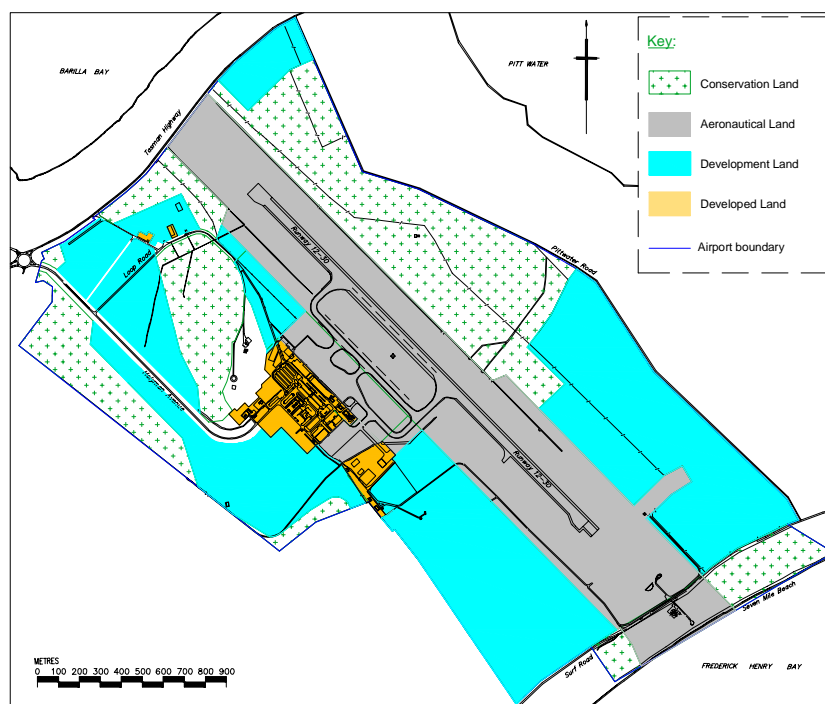 BARILLA BAY
PITT WATER
Key:
Conservation Land
Aeronautical Land
Development Land
Developed Land
Airport boundary
Tasman Highway
Loop Road
Runway 12-30
Pittwater Road
Holyman Avenue
Runway 12-30
Seven Mile Beach
Surf Road
FREDERICK HENRY BAY
METRES
0 100 200 300 400 500 600 700 800 900